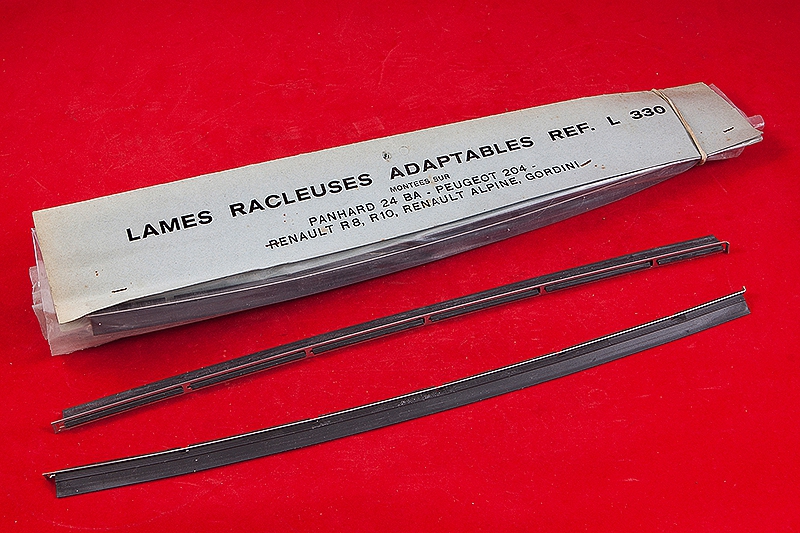 LAMES RACLEUSES ADAPTABLES REF. L 330
MONTEES SUR
PANHARD 24 BA - PEUGEOT 204 -
RENAULT R8, R10, RENAULT ALPINE, GORDINI